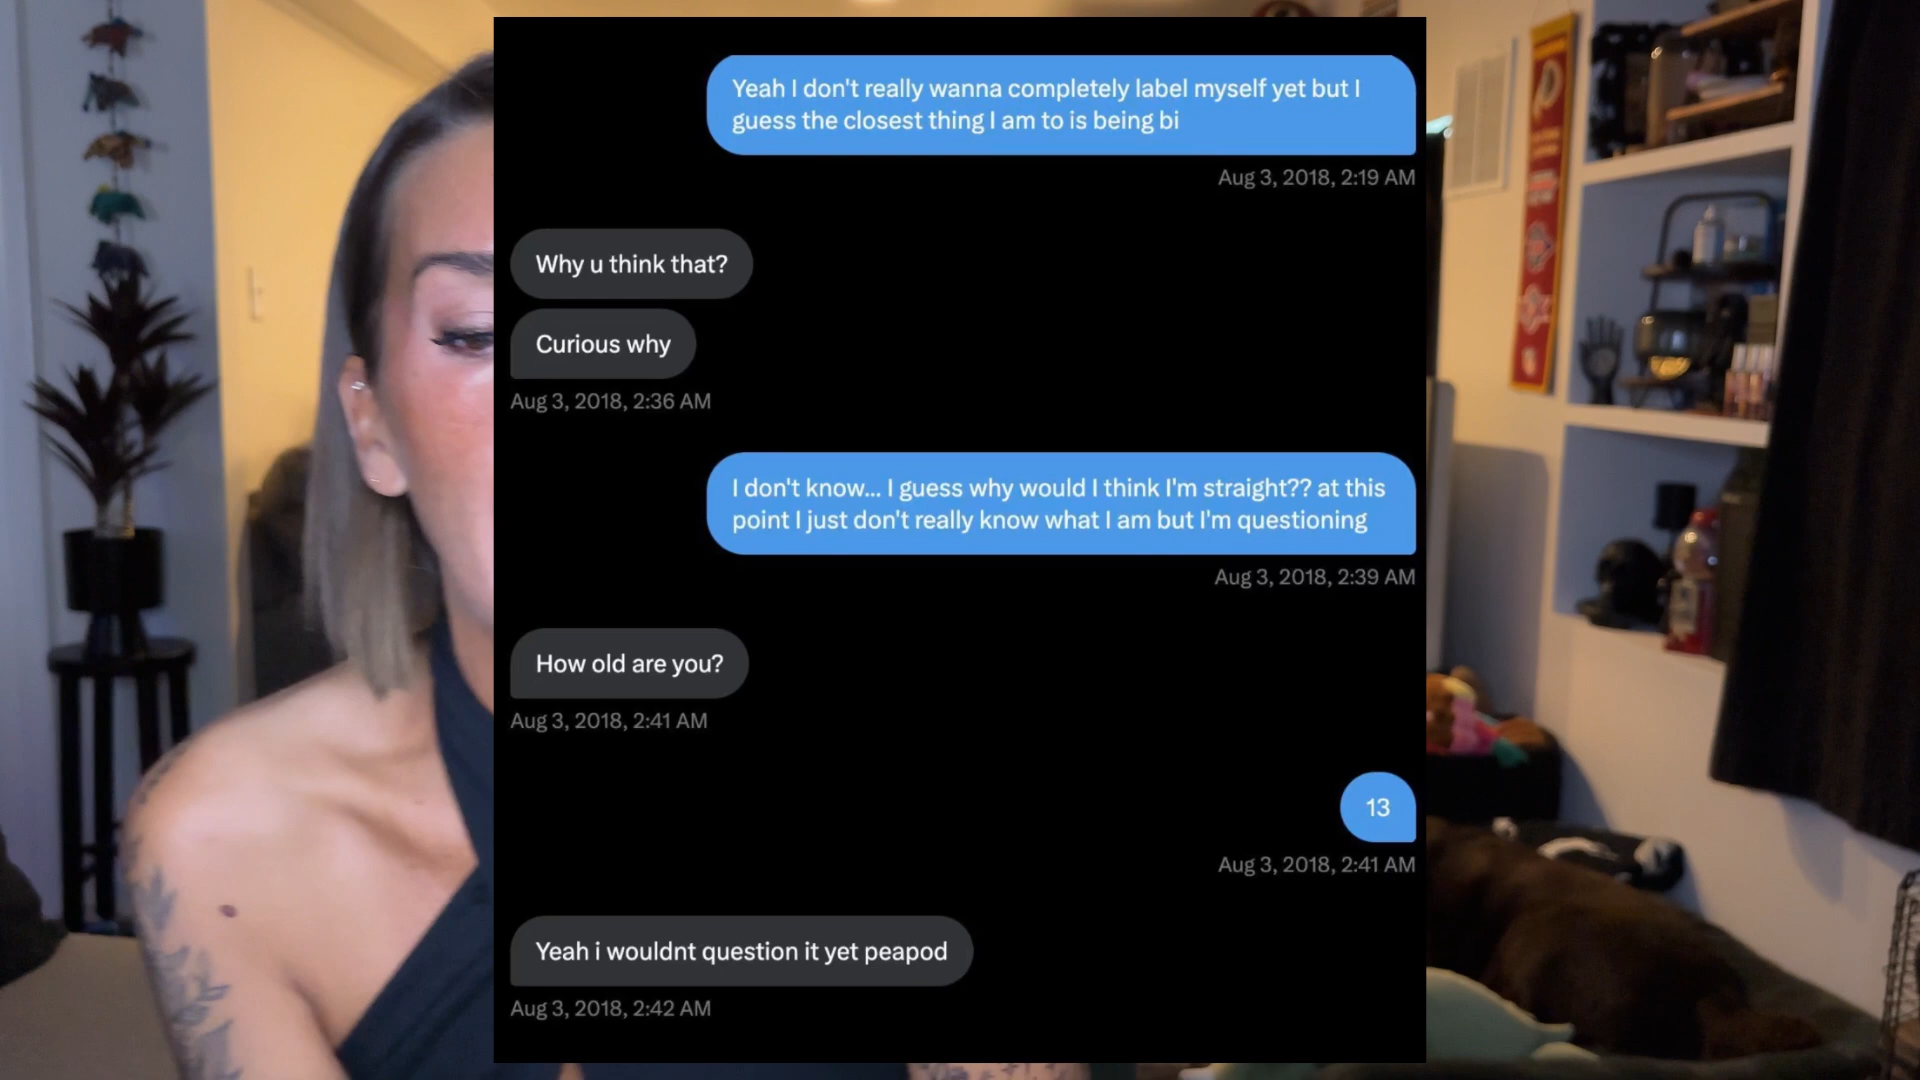 Yeah I don't really wanna completely label myself yet but I
guess the closest thing I am to is being bi
Aug 3, 2018, 2:19 AM
Why u think that?
Curious why
Aug 3, 2018, 2:36 AM
I don't know... I guess why would I think I'm straight?? at this
point I just don't really know what I am but I'm questioning
Aug 3, 2018, 2:39 AM
How old are you?
Aug 3, 2018, 2:41 AM
13
Aug 3, 2018, 2:41 AM
Yeah i wouldnt question it yet peapod
Aug 3, 2018, 2:42 AM